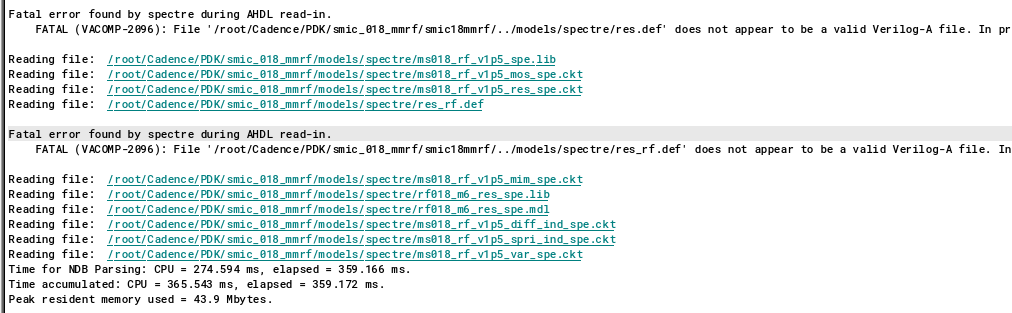 Fatal error found by spectre during AHDL read-in.
FATAL (VACOMP-2096): File '/root/Cadence/PDK/smic_018_mmrf/smic18mmrf/../models/spectre/res.def' does not appear to be a valid Verilog-A file. In pr
Reading file: /root/Cadence/PDK/smic_018_mmrf/models/spectre/ms018_rf_v1p5_spe.lib
Reading file: /root/Cadence/PDK/smic_018_mmrf/models/spectre/ms018_rf_v1p5_mos_spe.ckt
Reading file: /root/Cadence/PDK/smic_018_mmrf/models/spectre/ms018_rf_v1p5_res_spe.ckt
Reading file: /root/Cadence/PDK/smic_018_mmrf/models/spectre/res_rf.def
Fatal error found by spectre during AHDL read-in.
FATAL (VACOMP-2096): File '/root/Cadence/PDK/smic_018_mmrf/smic18mmrf/../models/spectre/res_rf.def' does not appear to be a valid Verilog-A file. In
Reading file: /root/Cadence/PDK/smic_018_mmrf/models/spectre/ms018_rf_v1p5_mim_spe.ckt
Reading file: /root/Cadence/PDK/smic_018_mmrf/models/spectre/rf018_m6_res_spe.lib
Reading file: /root/Cadence/PDK/smic_018_mmrf/models/spectre/rf018_m6_res_spe.mdl
Reading file: /root/Cadence/PDK/smic_018_mmrf/models/spectre/ms018_rf_v1p5_diff_ind_spe.ckt
Reading file: /root/Cadence/PDK/smic_018_mmrf/models/spectre/ms018_rf_v1p5_spri_ind_spe.ckt
Reading file: /root/Cadence/PDK/smic_018_mmrf/models/spectre/ms018_rf_v1p5_var_spe.ckt
Time for NDB Parsing: CPU = 274.594 ms, elapsed = 359.166 ms.
Time accumulated: CPU = 365.543 ms, elapsed = 359.172 ms.
Peak resident memory used = 43.9 Mbytes.